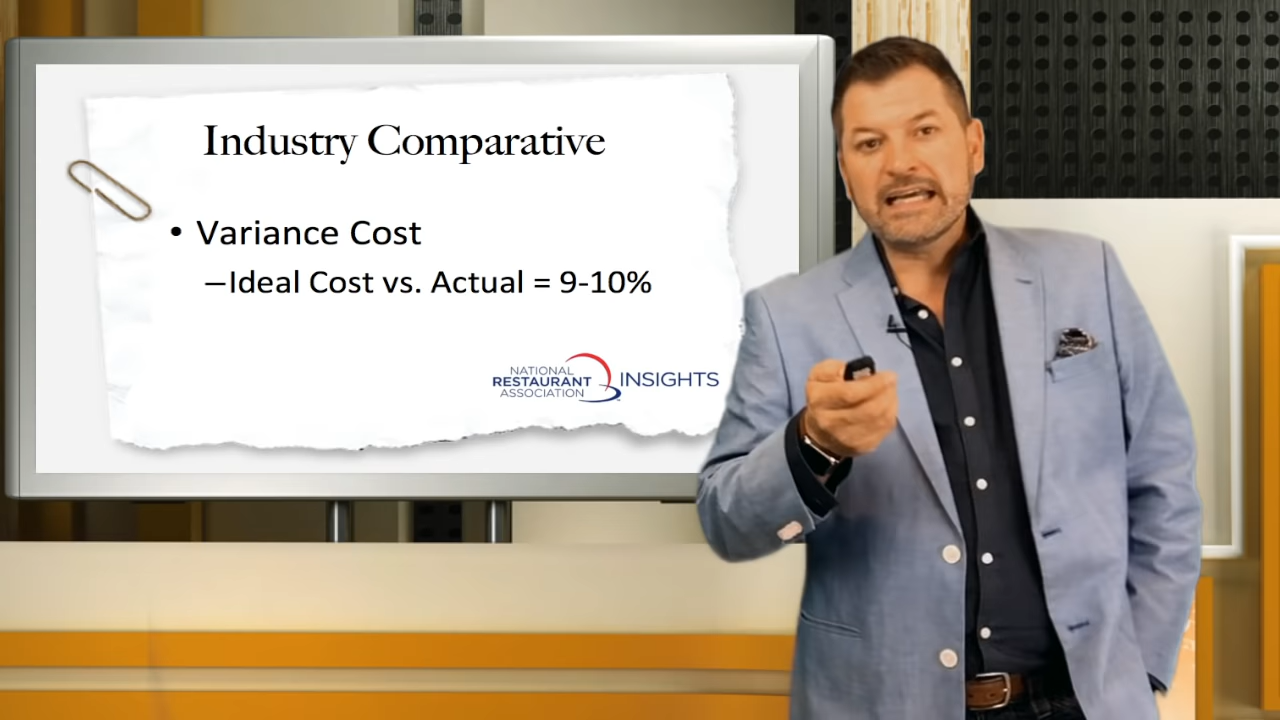 Industry Comparative
• Variance Cost
–Ideal Cost vs. Actual = 9-10%
NATIONAL
RESTAURANT
ASSOCIATION
INSIGHTS